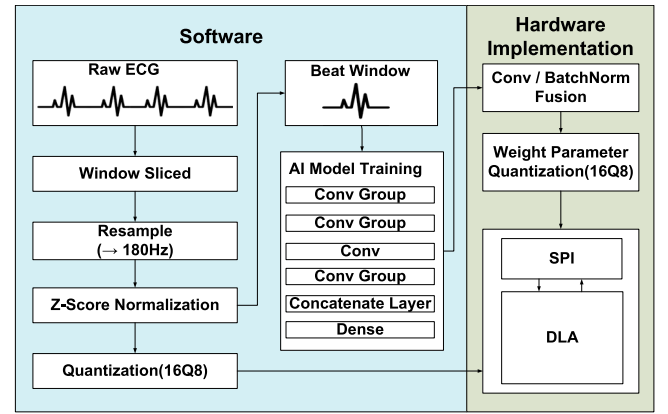 Software
Raw ECG
Window Sliced
Resample
(→ 180Hz)
Z-Score Normalization
Quantization(16Q8)
Beat Window
AI Model Training
Conv Group
Conv Group
Conv
Conv Group
Concatenate Layer
Dense
Hardware
Implementation
Conv / BatchNorm
Fusion
Weight Parameter
Quantization(16Q8)
SPI
DLA